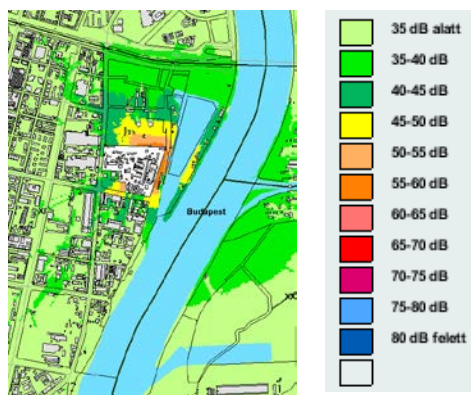 Budapest
35 dB alatt
35-40 dB
40-45 dB
45-50 dB
50-55 dB
55-60 dB
60-65 dB
65-70 dB
70-75 dB
75-80 dB
80 dB felett